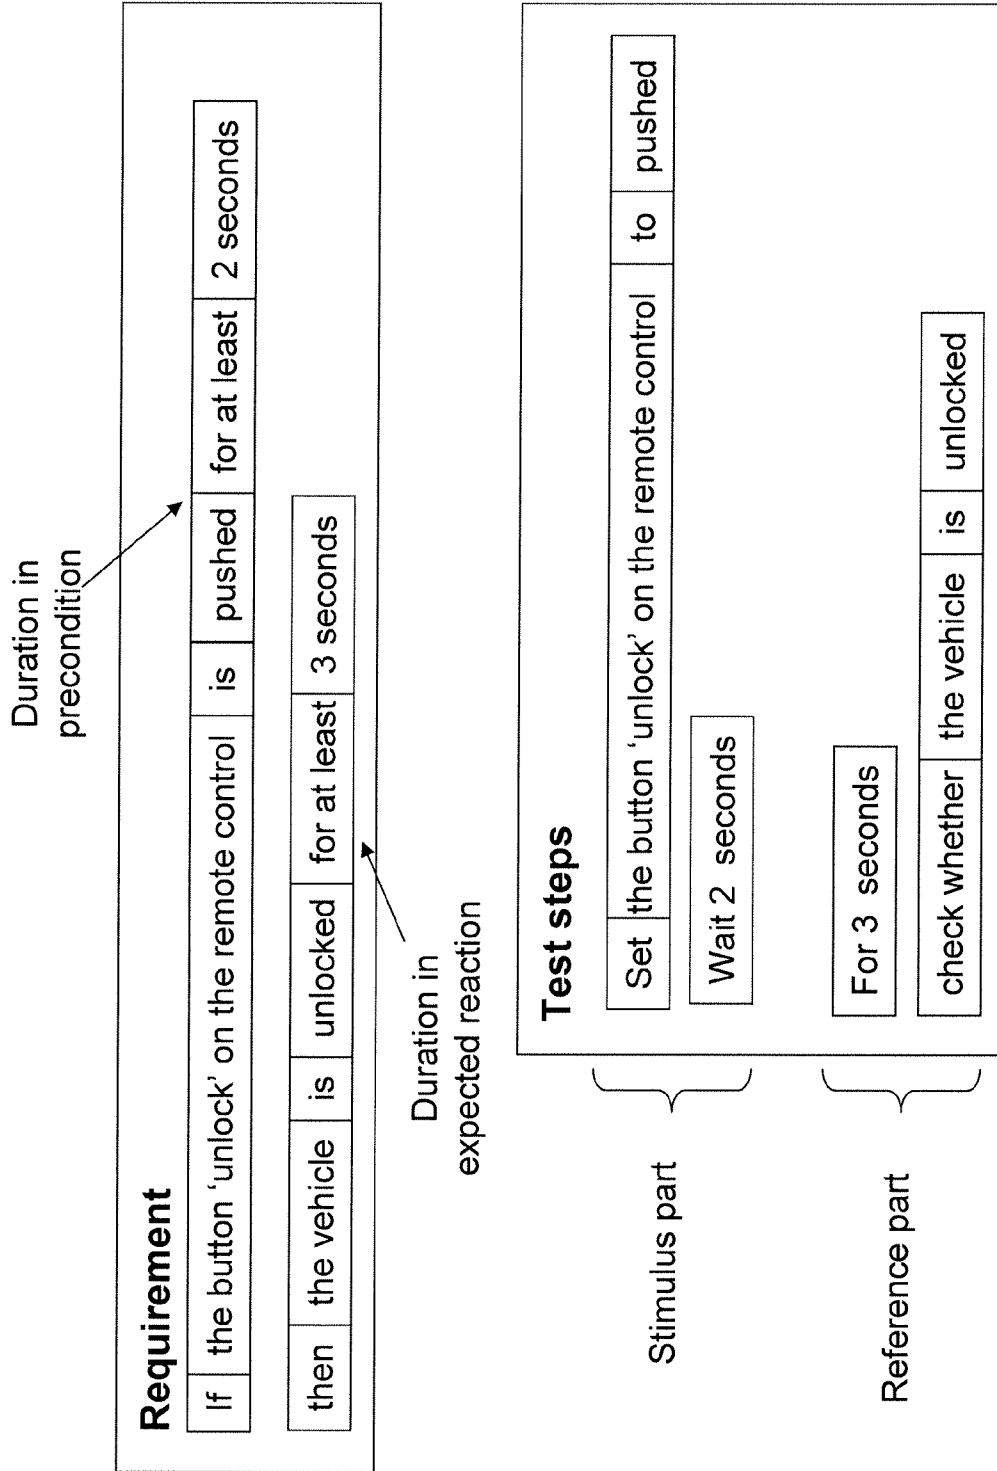 Duration in
precondition
Requirement
If the button ‘unlock’ on the remote control is pushed for at least 2 seconds
then the vehicle is unlocked for at least 3 seconds
Duration in
expected reaction
Test steps
Stimulus part
Set the button ‘unlock’ on the remote control to pushed
Wait 2 seconds
Reference part
For 3 seconds
check whether the vehicle is unlocked